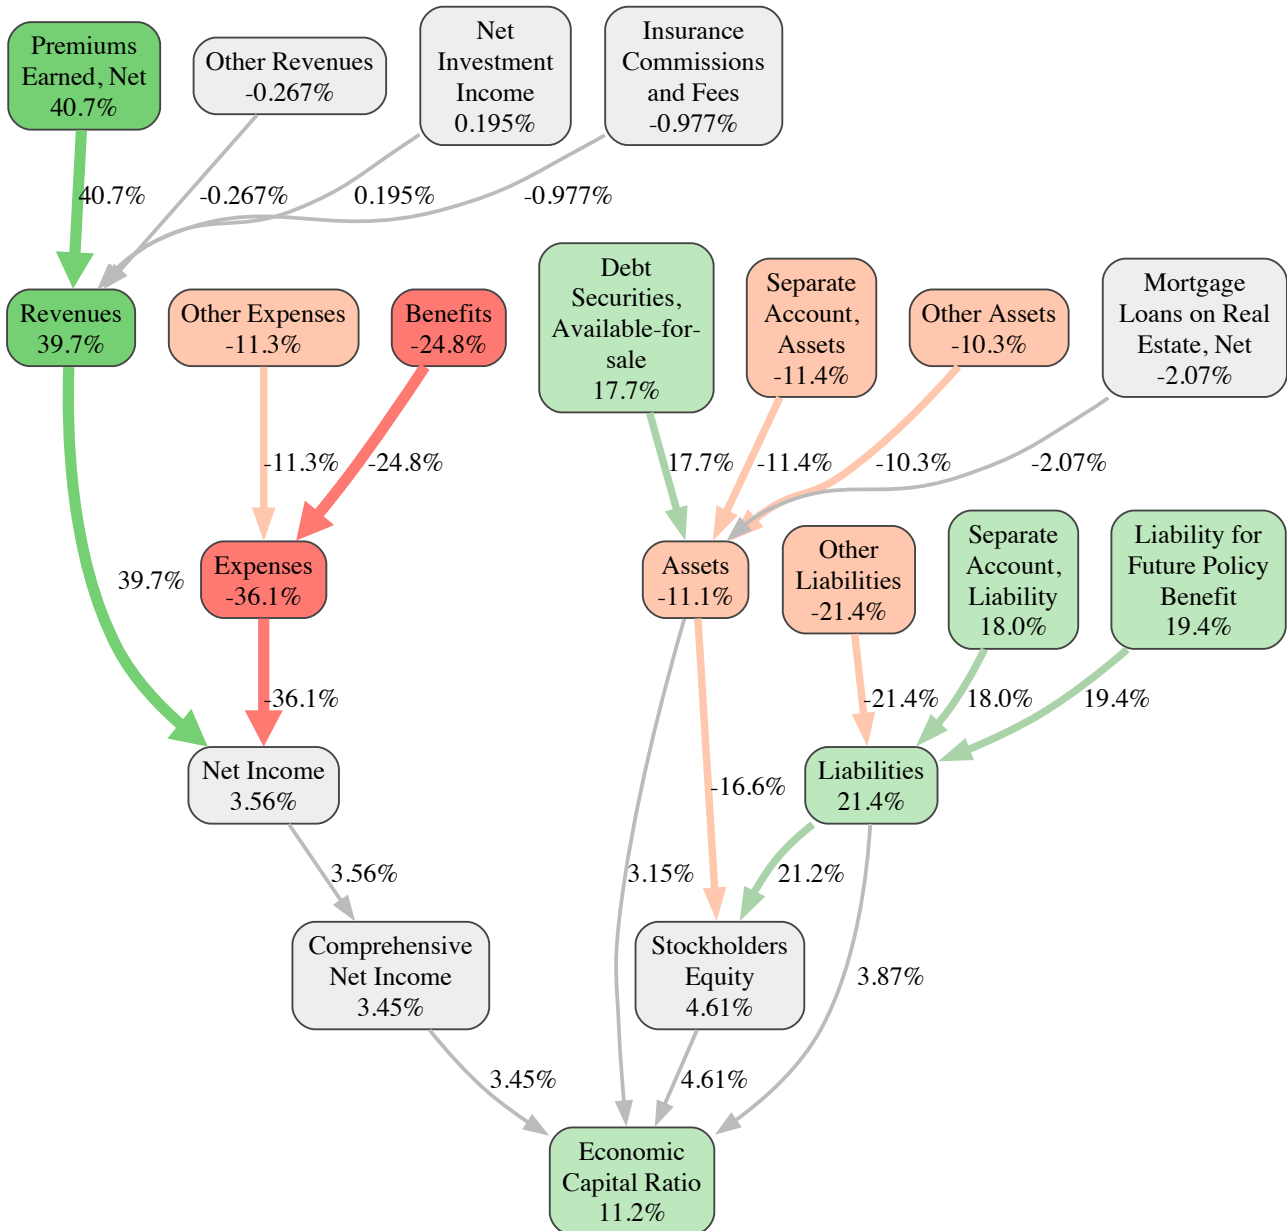 Premiums
Earned, Net
40.7%
Other Revenues
-0.267%
Net
Investment
Income
0.195%
Insurance
Commissions
and Fees
-0.977%
40.7%
-0.267%
0.195%
-0.977%
Revenues
39.7%
Other Expenses
-11.3%
Benefits
-24.8%
Debt
Securities,
Available-for-
sale
17.7%
Separate
Account,
Assets
-11.4%
Other Assets
-10.3%
Mortgage
Loans on Real
Estate, Net
-2.07%
-11.3%
-24.8%
17.7%
-11.4%
-10.3%
-2.07%
39.7%
Expenses
-36.1%
Assets
-11.1%
Other
Liabilities
-21.4%
Separate
Account,
Liability
18.0%
Liability for
Future Policy
Benefit
19.4%
-36.1%
-21.4%
18.0%
19.4%
Net Income
3.56%
-16.6%
Liabilities
21.4%
3.56%
3.15%
21.2%
Comprehensive
Net Income
3.45%
Stockholders
Equity
4.61%
3.87%
3.45%
4.61%
Economic
Capital Ratio
11.2%